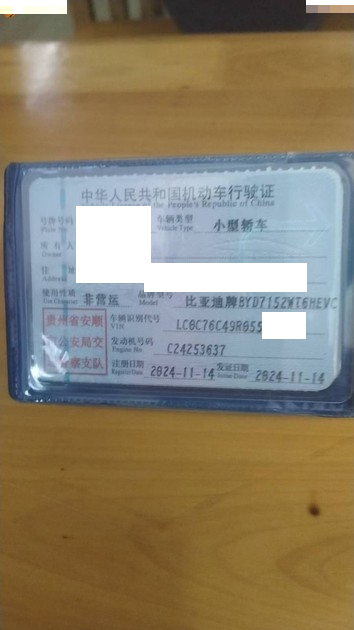 中华人民共和国机动车行驶证
the People's Republic of China
号牌号码 车辆类型 小型轿车
Plate No. Vehicle Type
所有人
Owner
住 址
Address
使用性质 非营运 品牌型号 比亚迪牌BYD7152WT6HEVC
Use Character Model
贵州省安顺
市公安局交
警察支队
车辆识别代号 LC0C76C49R055
VIN
发动机号码 C24253637
Engine No.
注册日期 2024-11-14 发证日期 2024-11-14
Register Date Issue Date